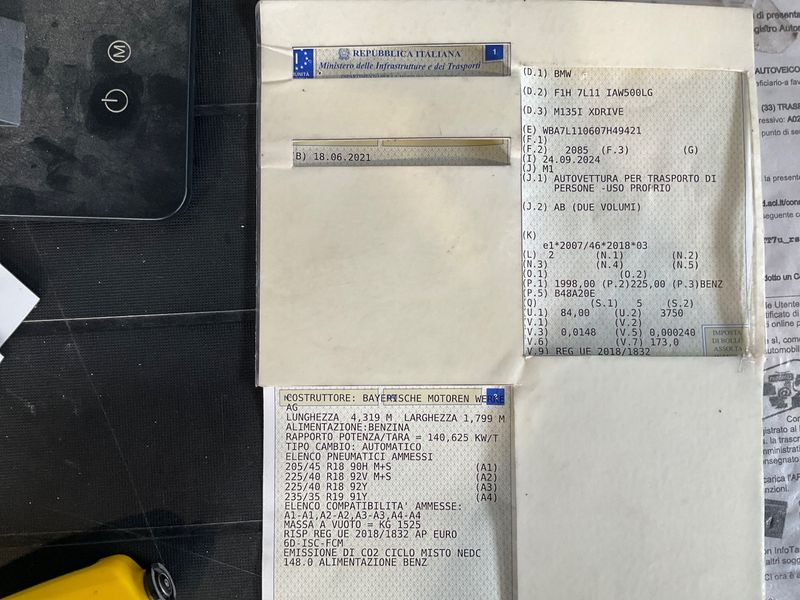 M
REPUBBLICA ITALIANA
1
Ministero delle Infrastrutture e dei Trasporti
B) 18.06.2021
(D.1) BMW
(D.2) F1H 7L11 IAW500LG
(D.3) M135I XDRIVE
(E) WBA7L110607H49421
(F.1)
(F.2) 2085 (F.3) (G)
(I) 24.09.2024
(J) M1
(J.1) AUTOVETTURA PER TRASPORTO DI
PERSONE -USO PROPRIO
(J.2) AB (DUE VOLUMI)
(K)
e1*2007/46*2018*03
(L) 2 (N.1) (N.2)
(N.3) (N.4) (N.5)
(O.1) (O.2)
(P.1) 1998,00 (P.2)225,00 (P.3)BENZ
(P.5) B48A20E
(Q) (S.1) 5 (S.2)
(U.1) 84,00 (U.2) 3750
(V.1) (V.2)
(V.3) 0,0148 (V.5) 0,000240
(V.6) (V.7) 173,0
(V.9) REG UE 2018/1832
IMPOSTA
DI BOLLO
ASSOLTA
COSTRUTTORE: BAYERISCHE MOTOREN WERKE
AG
LUNGHEZZA 4,319 M LARGHEZZA 1,799 M
ALIMENTAZIONE:BENZINA
RAPPORTO POTENZA/TARA = 140,625 KW/T
TIPO CAMBIO: AUTOMATICO
ELENCO PNEUMATICI AMMESSI
205/45 R18 90H M+S (A1)
225/40 R18 92V M+S (A2)
225/40 R18 92Y (A3)
235/35 R19 91Y (A4)
ELENCO COMPATIBILITA' AMMESSE:
A1-A1,A2-A2,A3-A3,A4-A4
MASSA A VUOTO = KG 1525
RISP REG UE 2018/1832 AP EURO
6D-ISC-FCM
EMISSIONE DI CO2 CICLO MISTO NEDC
148.0 ALIMENTAZIONE BENZ
di presentare
AUTOVEICO
(33) TRAS
punto di
la presente